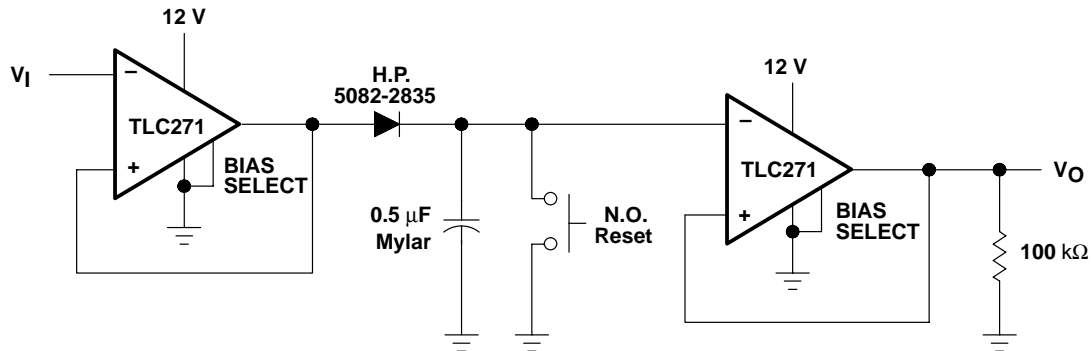 12 V
V_I
–
TLC271
+
BIAS
SELECT
H.P.
5082-2835
0.5 μF
Mylar
N.O.
Reset
12 V
–
TLC271
+
BIAS
SELECT
V_O
100 kΩ